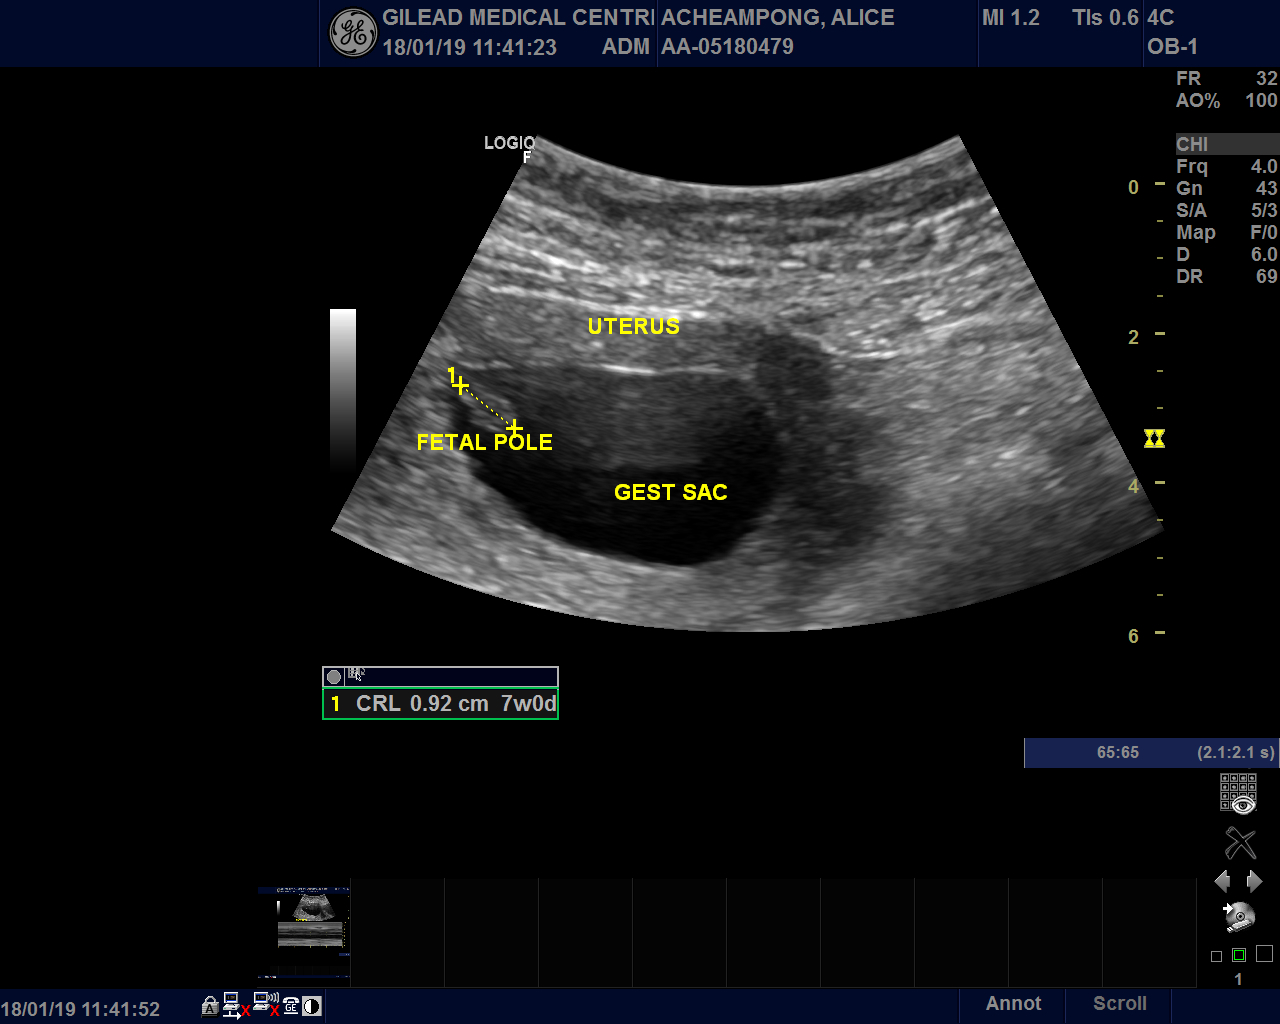 GILEAD MEDICAL CENTR
18/01/19 11:41:23 ADM
ACHEAMPONG, ALICE
AA-05180479
MI 1.2 TIs 0.6
4C
OB-1
FR 32
AO% 100
CHI
Frq 4.0
Gn 43
S/A 5/3
Map F/0
D 6.0
DR 69
LOGIQ
F
0
2
4
6
UTERUS
1
FETAL POLE
GEST SAC
1 CRL 0.92 cm 7w0d
65:65 (2.1:2.1 s)
1
18/01/19 11:41:52
GE
Annot
Scroll